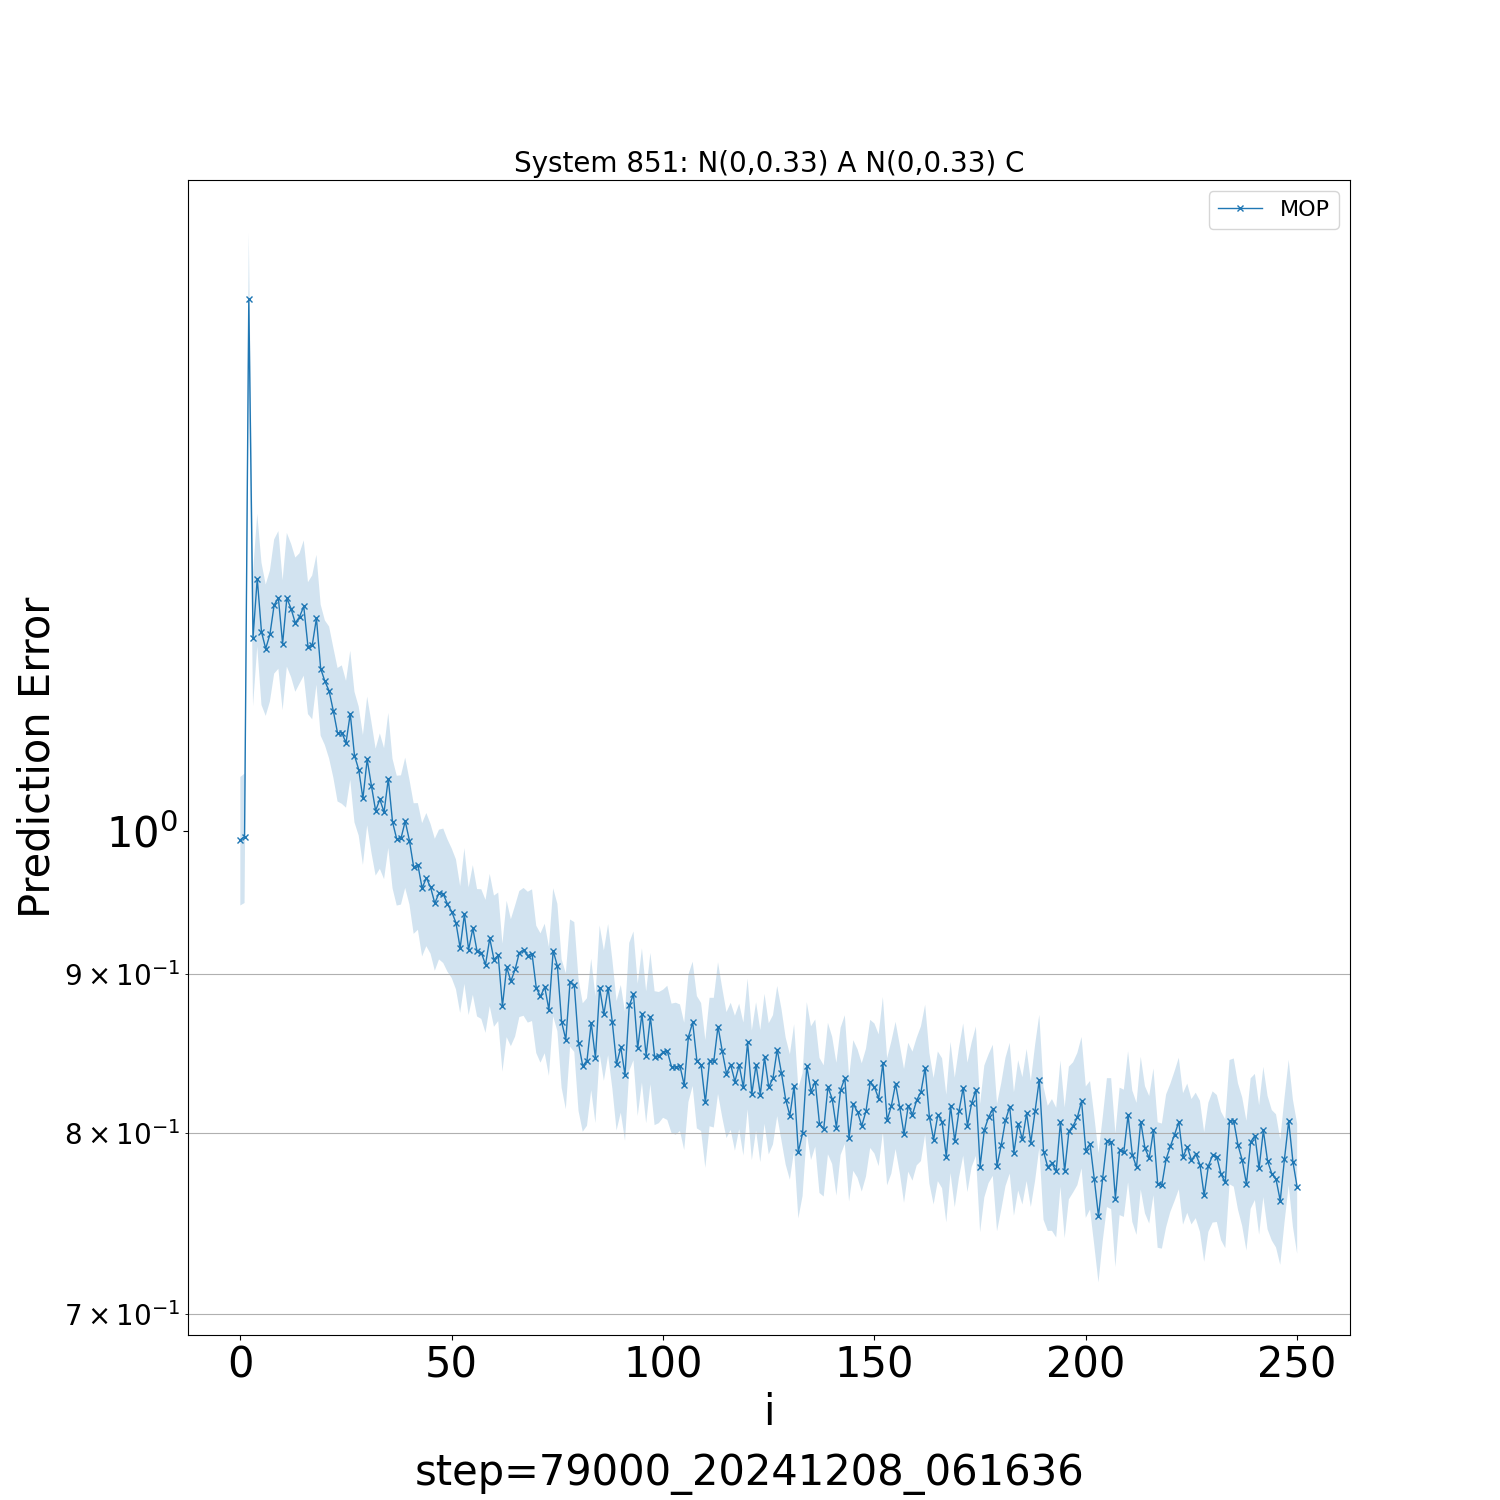 System 851: N(0,0.33) A N(0,0.33) C
MOP
Prediction Error
10⁰
9 × 10⁻¹
8 × 10⁻¹
7 × 10⁻¹
0 50 100 150 200 250
i
step=79000_20241208_061636